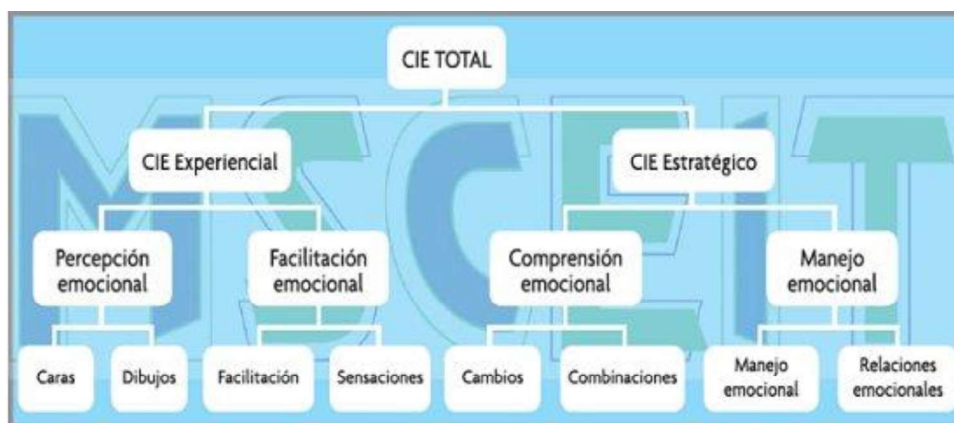 MSCEIT
CIE TOTAL
CIE Experiencial
CIE Estratégico
Percepción
emocional
Facilitación
emocional
Comprensión
emocional
Manejo
emocional
Caras
Dibujos
Facilitación
Sensaciones
Cambios
Combinaciones
Manejo
emocional
Relaciones
emocionales